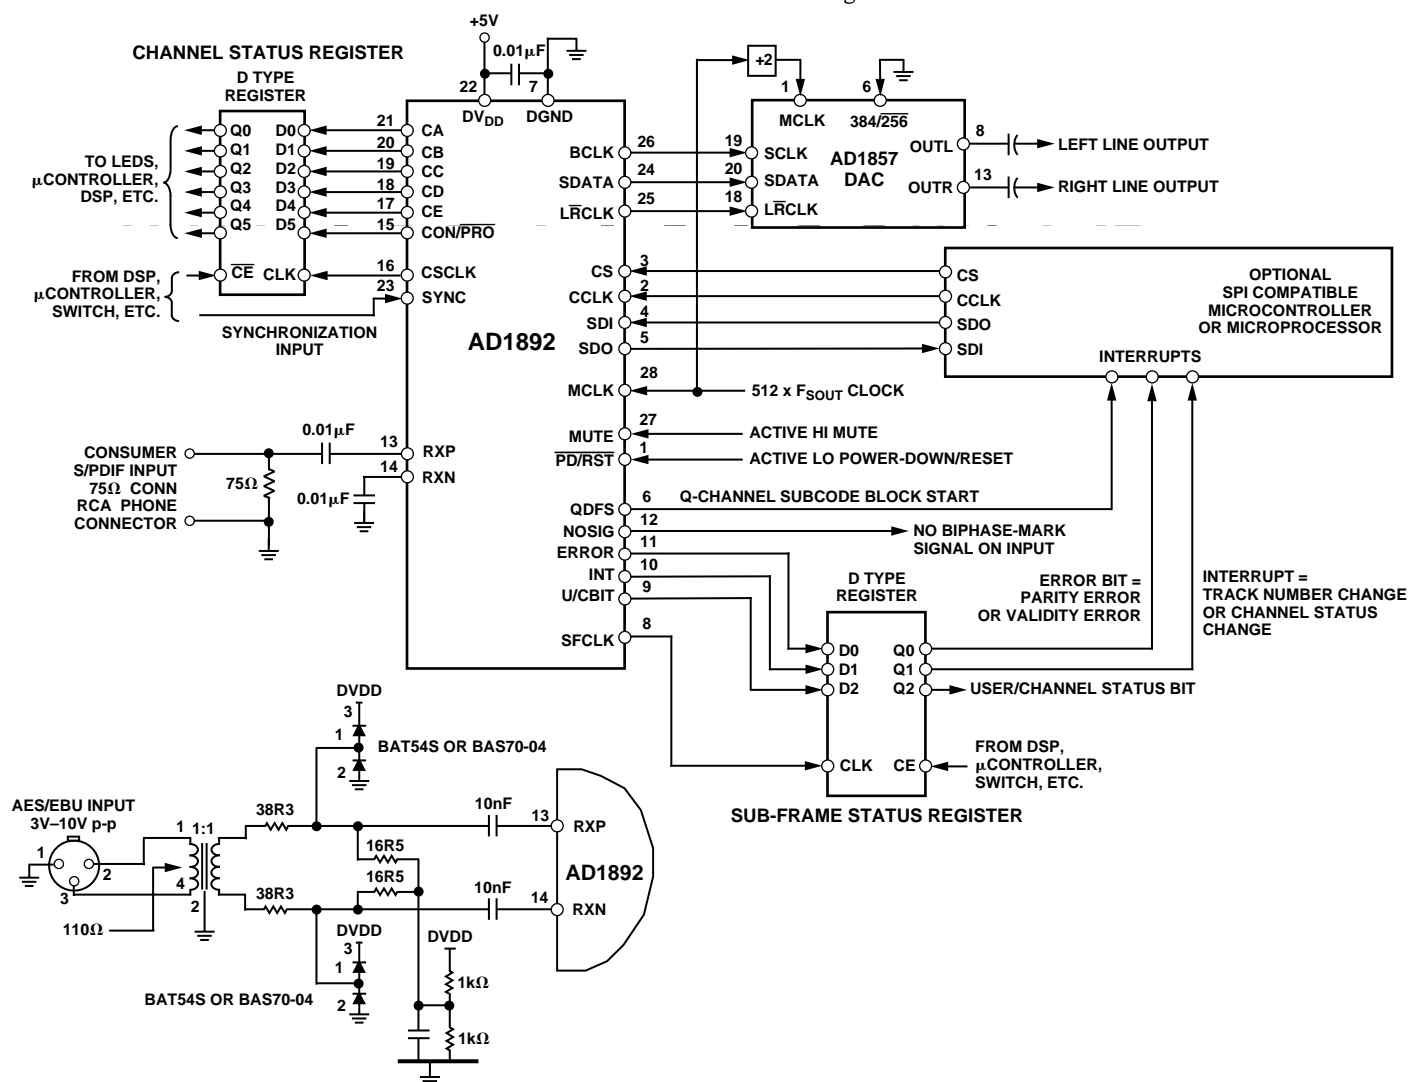 +5V
CHANNEL STATUS REGISTER
0.01μF
D TYPE
REGISTER
22
7
DVDD
DGND
+2
1
6
MCLK
384/256
AD1857
DAC
SCLK
SDATA
LRCLK
19
20
18
OUTL
OUTR
8
13
LEFT LINE OUTPUT
RIGHT LINE OUTPUT
Q0 D0
Q1 D1
Q2 D2
Q3 D3
Q4 D4
Q5 D5
CE CLK
TO LEDS,
μCONTROLLER,
DSP, ETC.
FROM DSP,
μCONTROLLER,
SWITCH, ETC.
SYNCHRONIZATION
INPUT
21 CA
20 CB
19 CC
18 CD
17 CE
15 CON/PRO
16 CSCLK
23 SYNC
AD1892
BCLK 26
SDATA 24
LRCLK 25
CS 3
CCLK 2
SDI 4
SDO 5
MCLK 28
MUTE 27
PD/RST 1
QDFS 6
NOSIG 12
ERROR 11
INT 10
U/CBIT 9
SFCLK 8
CS
CCLK
SDO
SDI
OPTIONAL
SPI COMPATIBLE
MICROCONTROLLER
OR MICROPROCESSOR
INTERRUPTS
512 x FSOUT CLOCK
ACTIVE HI MUTE
ACTIVE LO POWER-DOWN/RESET
Q-CHANNEL SUBCODE BLOCK START
NO BIPHASE-MARK
SIGNAL ON INPUT
CONSUMER
S/PDIF INPUT
75Ω CONN
RCA PHONE
CONNECTOR
75Ω
0.01μF
0.01μF
13 RXP
14 RXN
D TYPE
REGISTER
ERROR BIT =
PARITY ERROR
OR VALIDITY ERROR
INTERRUPT =
TRACK NUMBER CHANGE
OR CHANNEL STATUS
CHANGE
D0 Q0
D1 Q1
D2 Q2
CLK CE
USER/CHANNEL STATUS BIT
FROM DSP,
μCONTROLLER,
SWITCH, ETC.
SUB-FRAME STATUS REGISTER
DVDD
3
1
2
BAT54S OR BAS70-04
AES/EBU INPUT
3V–10V p-p
1
2
3
110Ω
1 1:1
4
2
38R3
38R3
16R5
16R5
10nF
10nF
13 RXP
14 RXN
AD1892
DVDD
3
1
2
BAT54S OR BAS70-04
DVDD
1kΩ
1kΩ